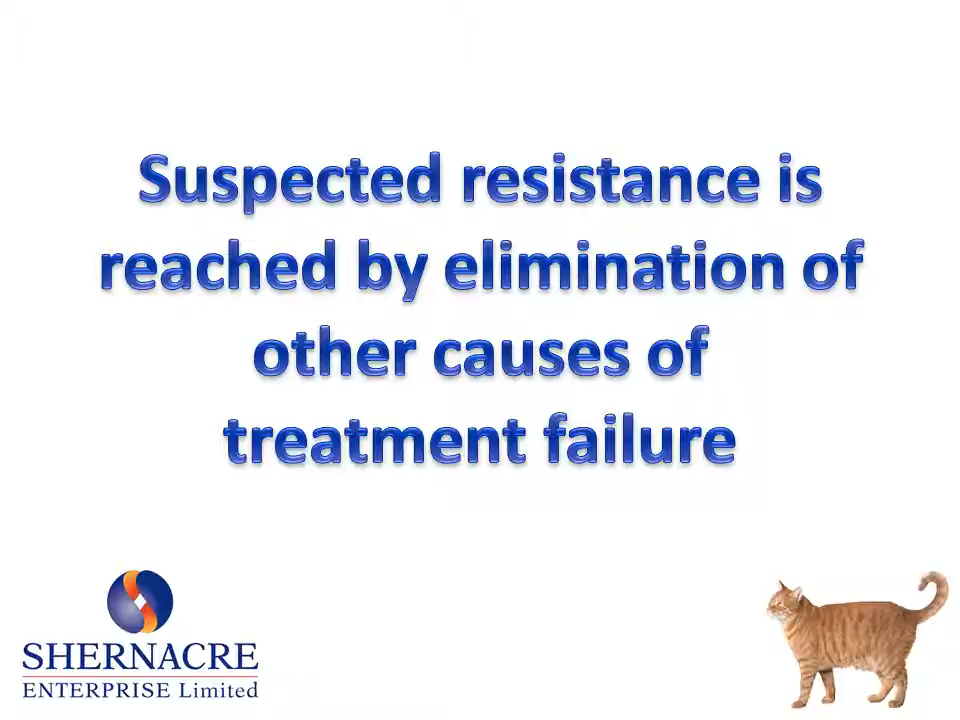 Suspected resistance is
reached by elimination of
other causes of
treatment failure
SHERNACRE
ENTERPRISE Limited